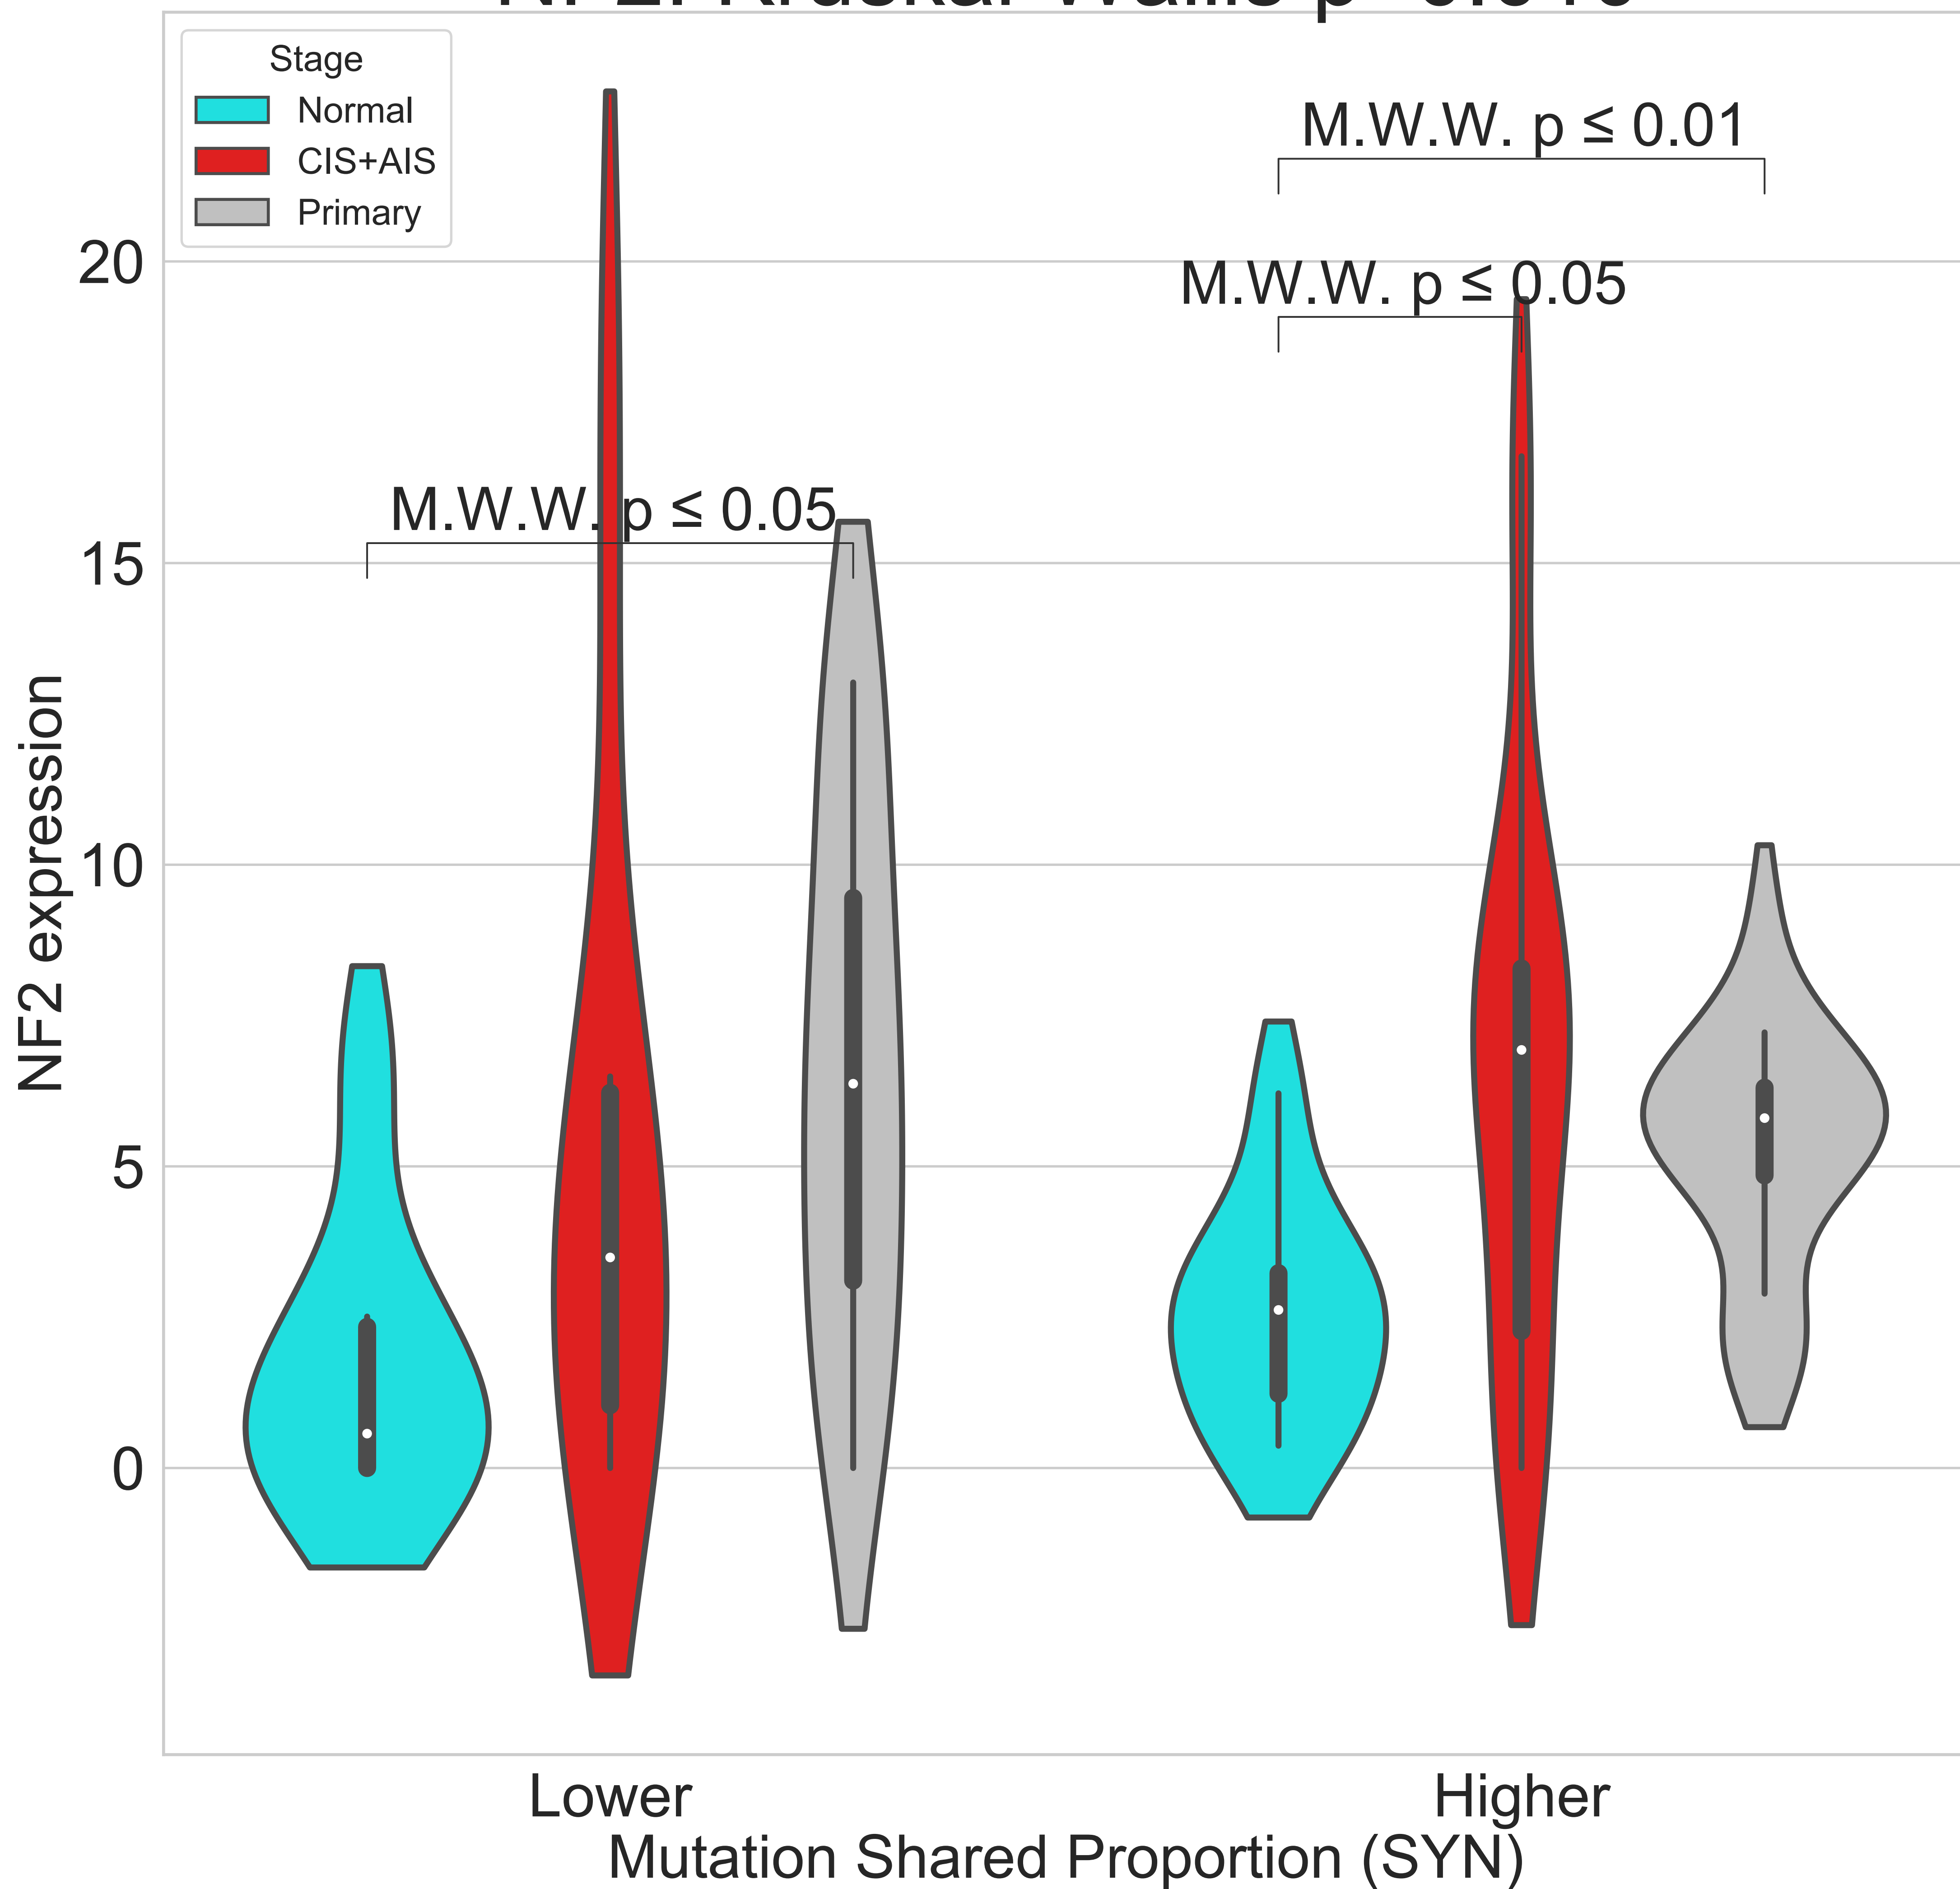 Stage
Normal
CIS+AIS
Primary
M.W.W. p ≤ 0.01
M.W.W. p ≤ 0.05
M.W.W. p ≤ 0.05
20
15
10
5
0
NF2 expression
Lower
Higher
Mutation Shared Proportion (SYN)